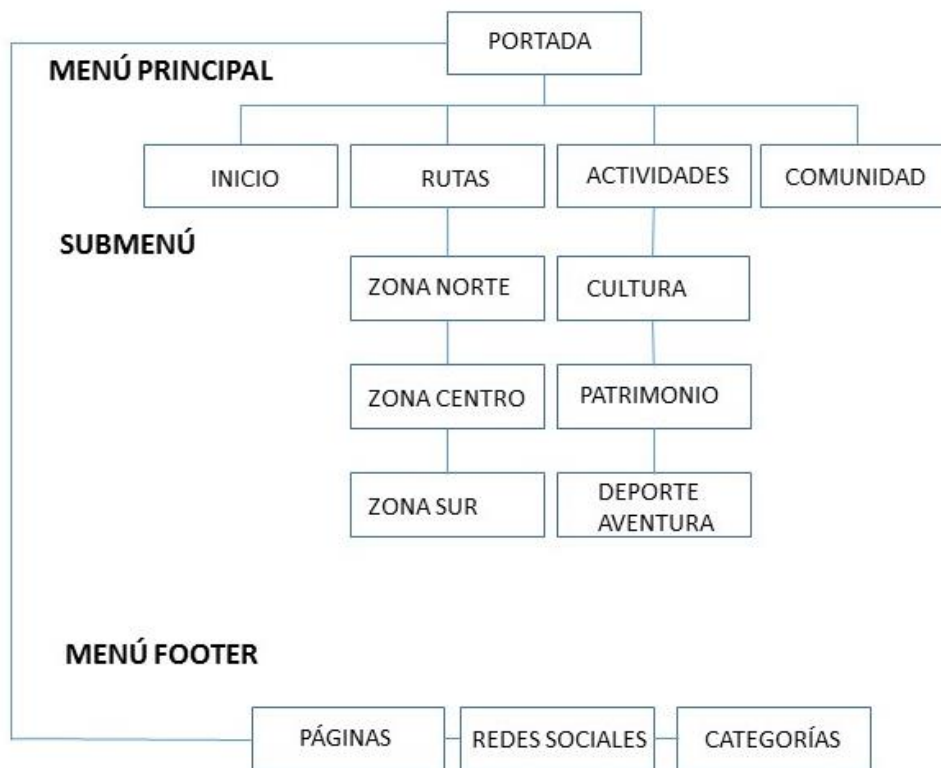 PORTADA
MENÚ PRINCIPAL
INICIO
RUTAS
ACTIVIDADES
COMUNIDAD
SUBMENÚ
ZONA NORTE
CULTURA
ZONA CENTRO
PATRIMONIO
ZONA SUR
DEPORTE
AVENTURA
MENÚ FOOTER
PÁGINAS
REDES SOCIALES
CATEGORÍAS